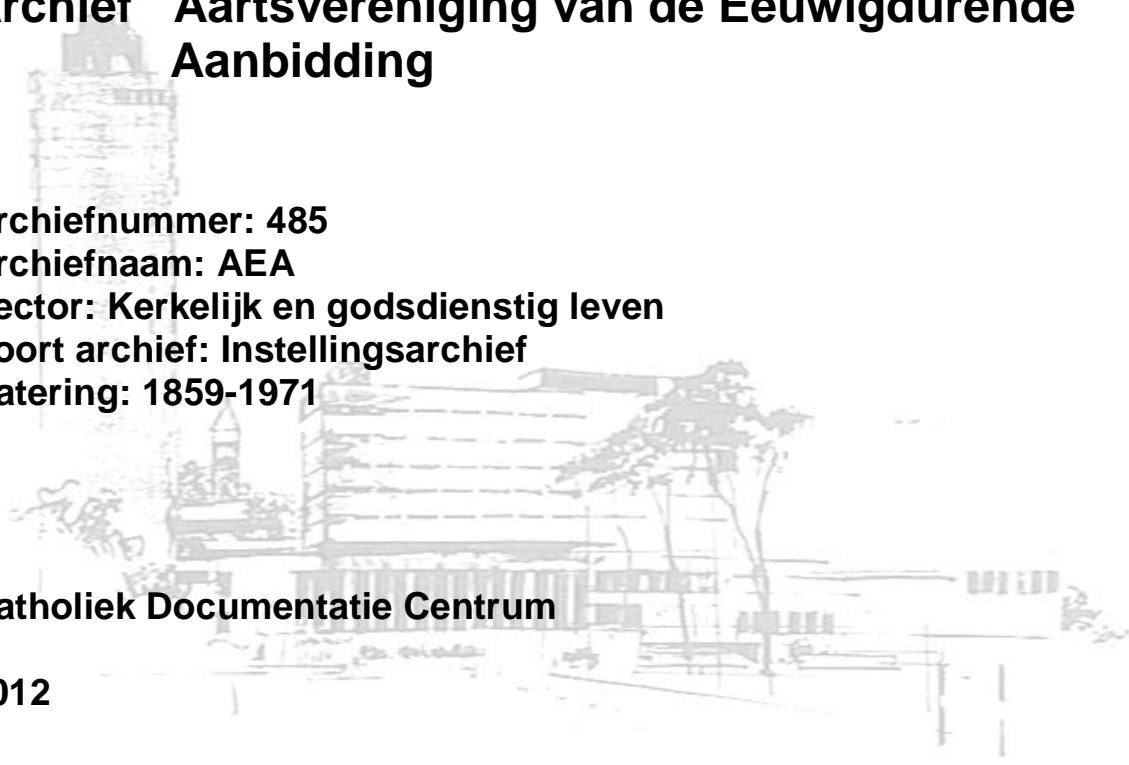 rchief Aartsvereniging van de Eeuwigdurende
Aanbidding
rchiefnummer: 485
rchiefnaam: AEA
ector: Kerkelijk en godsdienstig leven
oort archief: Instellingsarchief
atering: 1859-1971
atholiek Documentatie Centrum
012